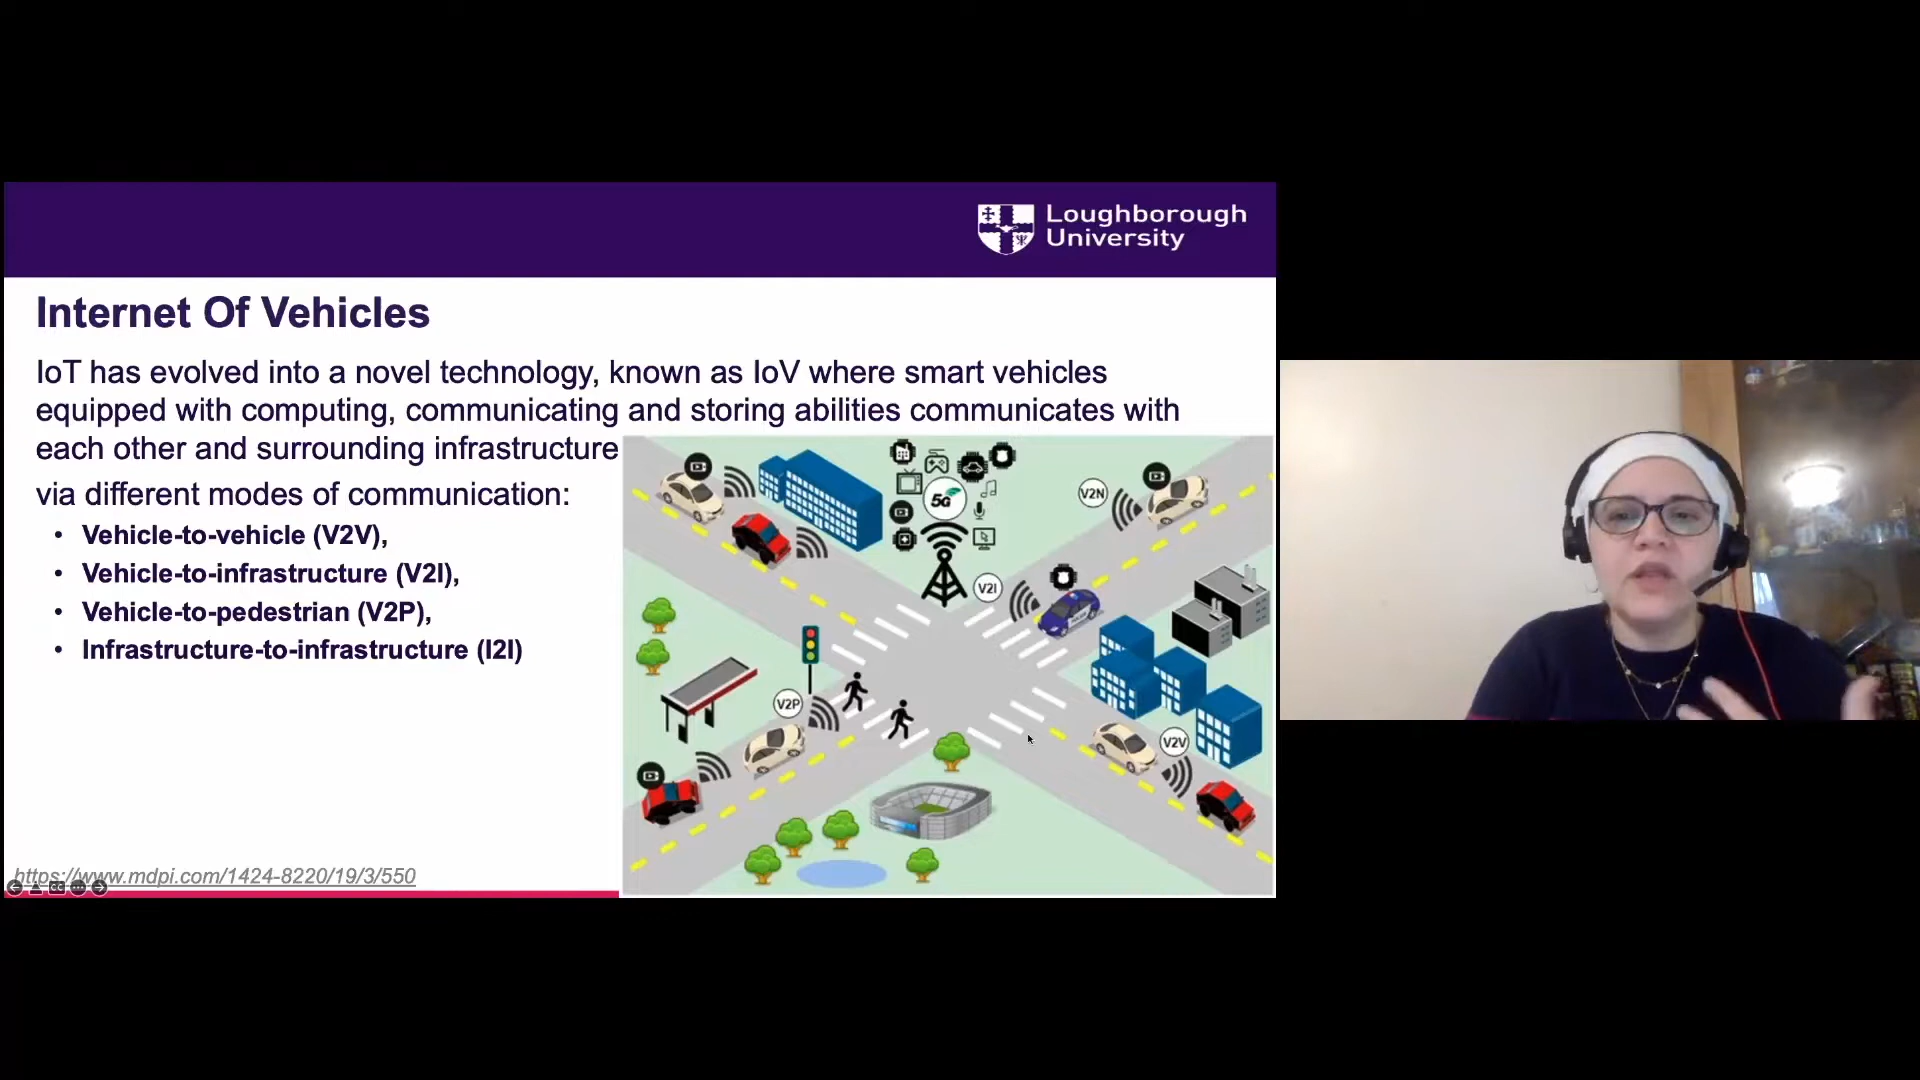 Loughborough
University
Internet Of Vehicles
IoT has evolved into a novel technology, known as IoV where smart vehicles
equipped with computing, communicating and storing abilities communicates with
each other and surrounding infrastructure
via different modes of communication:
• Vehicle-to-vehicle (V2V),
• Vehicle-to-infrastructure (V2I),
• Vehicle-to-pedestrian (V2P),
• Infrastructure-to-infrastructure (I2I)
5G
V2N
V2I
V2P
V2V
https://www.mdpi.com/1424-8220/19/3/550